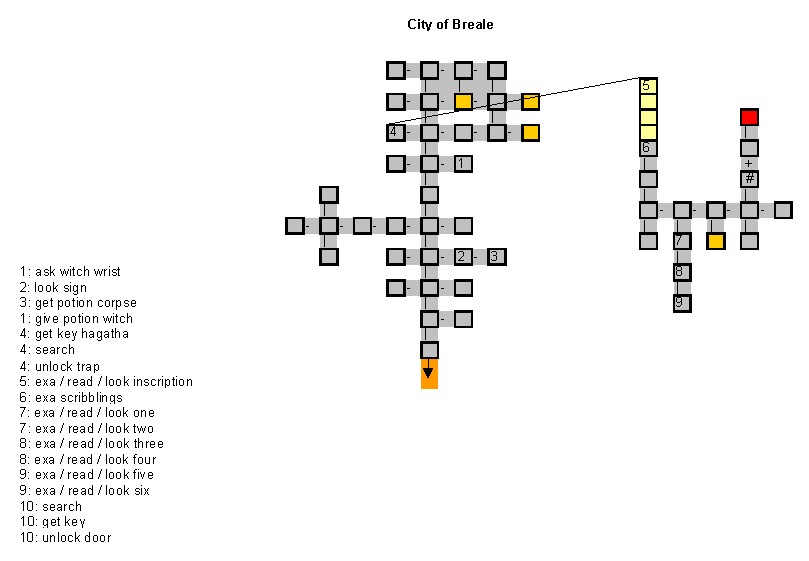 City of Breale
5
4
6
1
+
#
7
2 3
8
9
1: ask witch wrist
2: look sign
3: get potion corpse
1: give potion witch
4: get key hagatha
4: search
4: unlock trap
5: exa / read / look inscription
6: exa scribblings
7: exa / read / look one
7: exa / read / look two
8: exa / read / look three
8: exa / read / look four
9: exa / read / look five
9: exa / read / look six
10: search
10: get key
10: unlock door